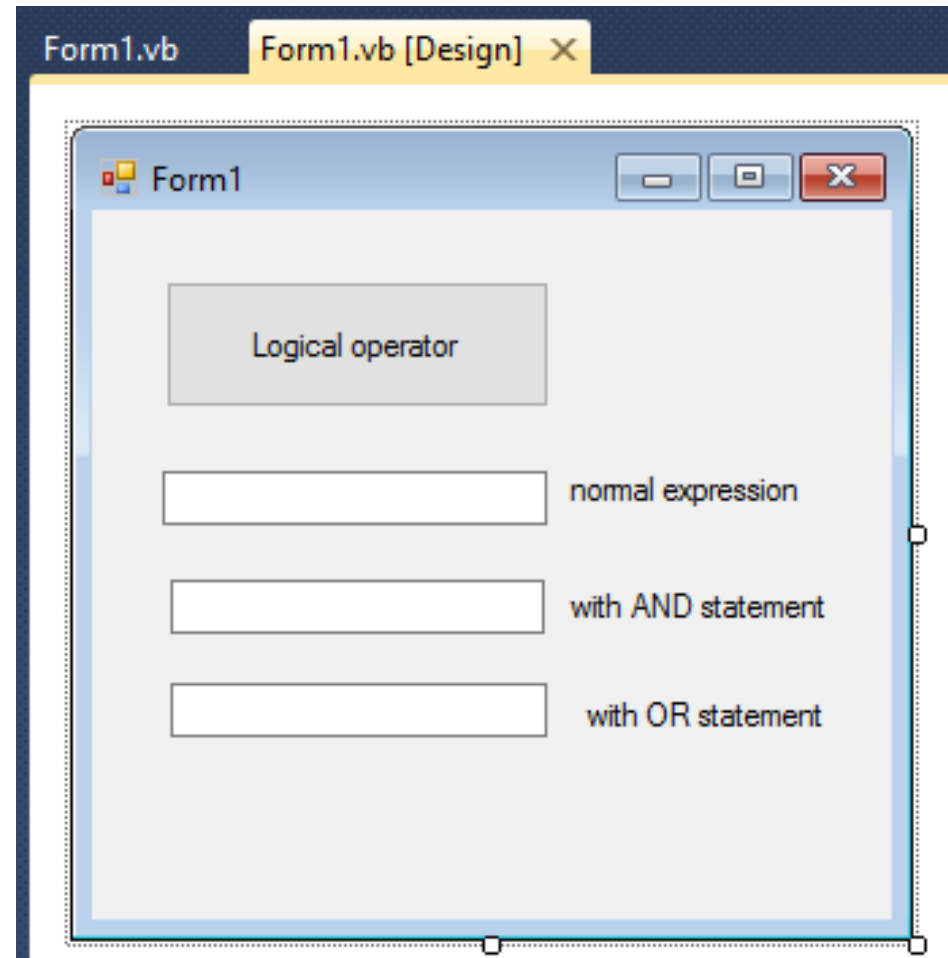 Form1.vb
Form1.vb [Design]
Form1
Logical operator
normal expression
with AND statement
with OR statement